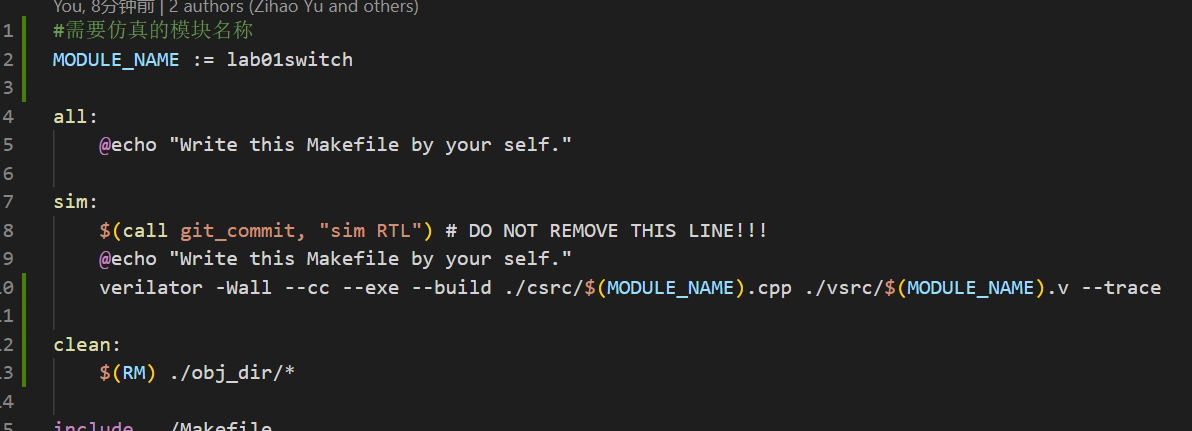 You, 8分钟前 | 2 authors (Zihao Yu and others)
1 #需要仿真的模块名称
2 MODULE_NAME := lab01switch
3
4 all:
5 @echo "Write this Makefile by your self."
6
7 sim:
8 $(call git_commit, "sim RTL") # DO NOT REMOVE THIS LINE!!!
9 @echo "Write this Makefile by your self."
10 verilator -Wall --cc --exe --build ./csrc/$(MODULE_NAME).cpp ./vsrc/$(MODULE_NAME).v --trace
11
12 clean:
13 $(RM) ./obj_dir/*
14
15 include ../Makefile